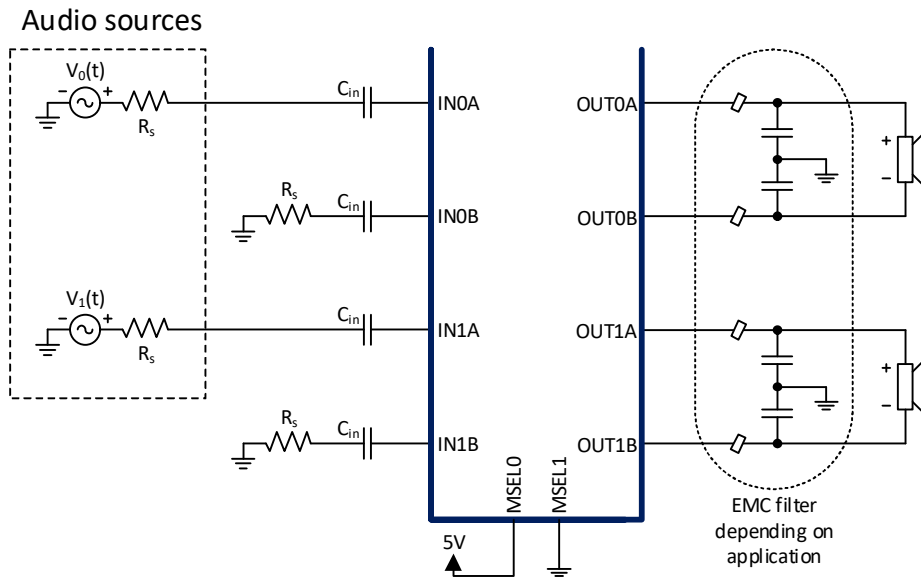 Audio sources
V0(t)
- +
Rs
Cin
IN0A
OUT0A
+
-
Rs
Cin
IN0B
OUT0B
V1(t)
- +
Rs
Cin
IN1A
OUT1A
+
-
Rs
Cin
IN1B
OUT1B
MSEL0
MSEL1
5V
EMC filter
depending on
application